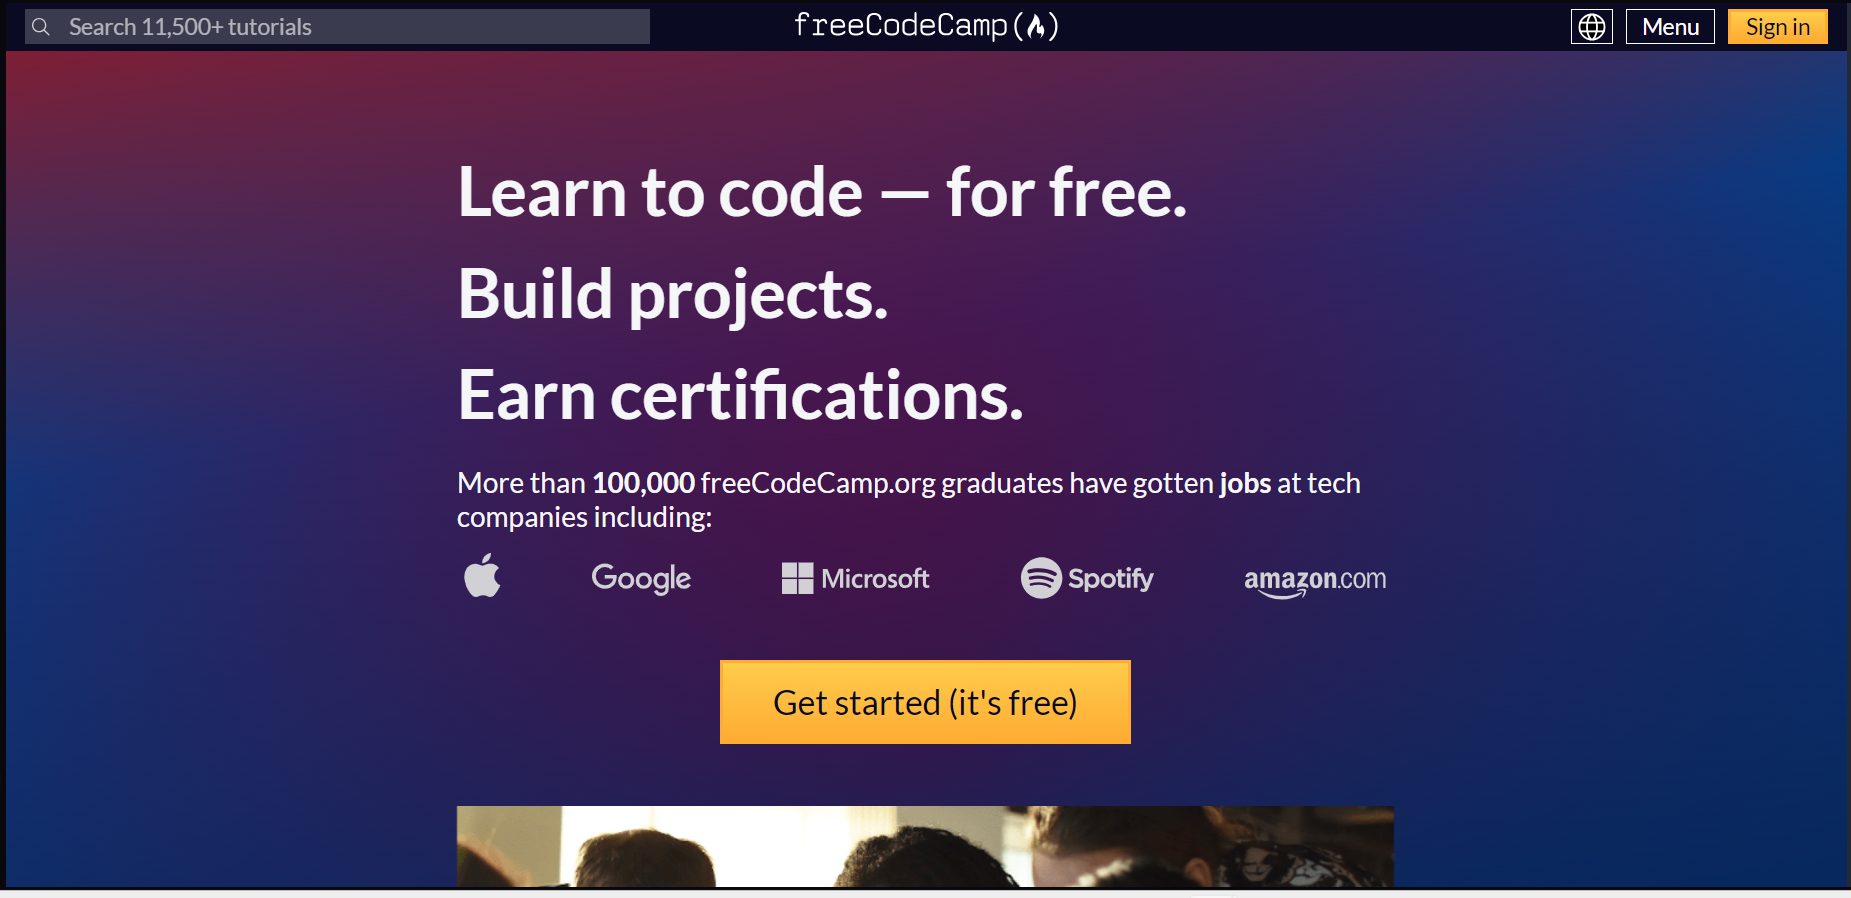 Search 11,500+ tutorials
freeCodeCamp
Menu
Sign in
Learn to code — for free.
Build projects.
Earn certifications.
More than 100,000 freeCodeCamp.org graduates have gotten jobs at tech
companies including:
Google
Microsoft
Spotify
amazon.com
Get started (it's free)